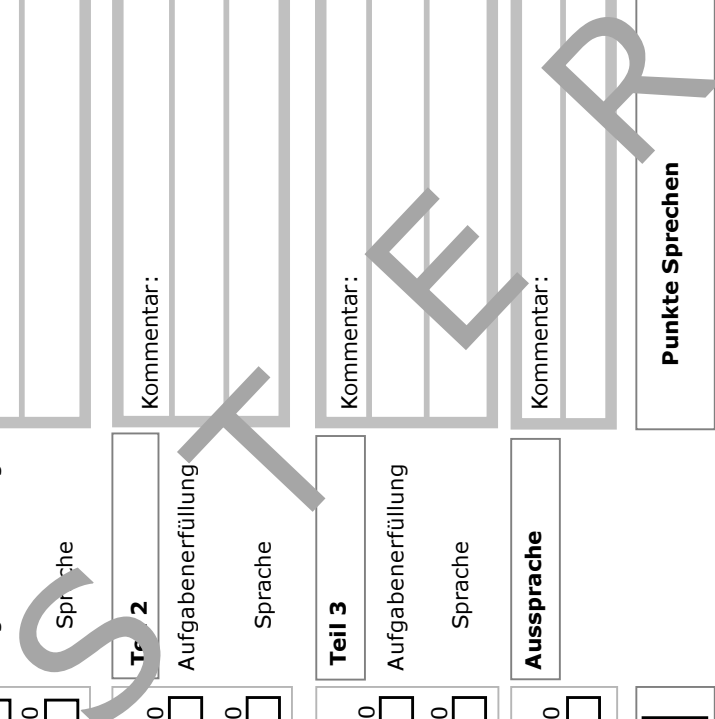 0 Sprache
Teil 2 Kommentar:
0 Aufgabenerfüllung
0 Sprache
Teil 3 Kommentar:
0 Aufgabenerfüllung
0 Sprache
Aussprache Kommentar:
0
Punkte Sprechen
STER